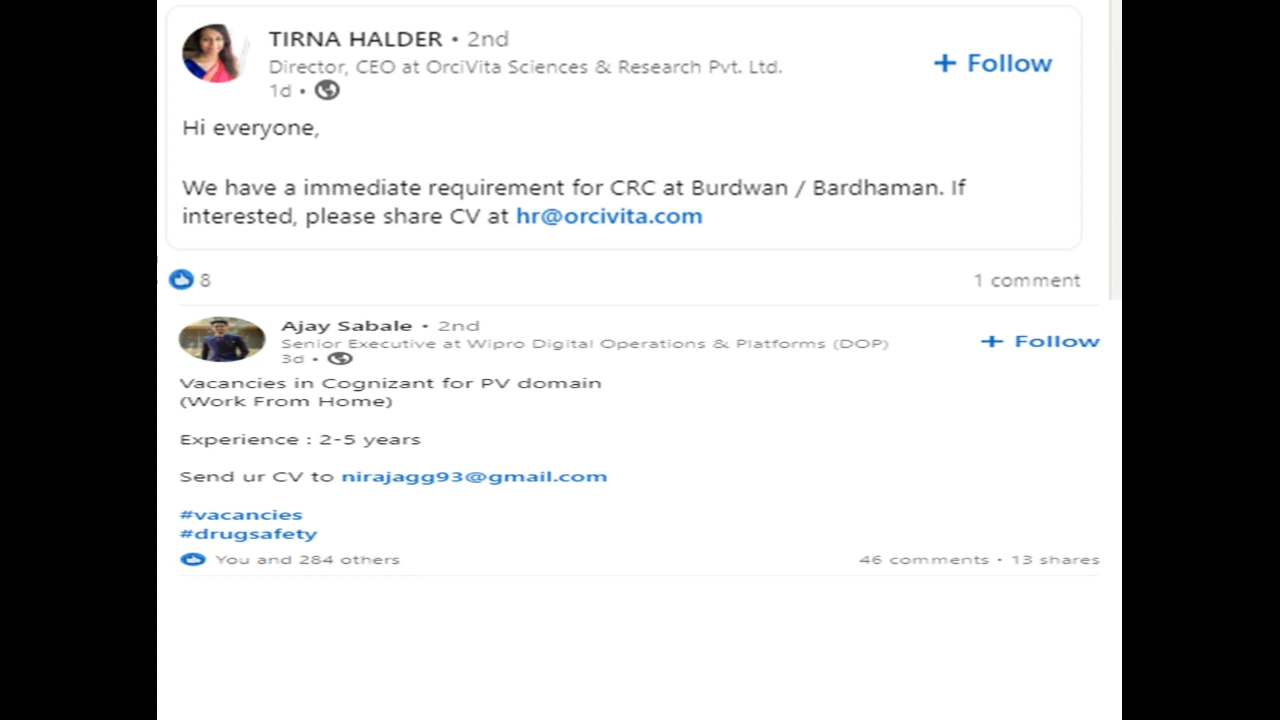 TIRNA HALDER • 2nd
Director, CEO at OrciVita Sciences & Research Pvt. Ltd.
1d •
+ Follow
Hi everyone,
We have a immediate requirement for CRC at Burdwan / Bardhaman. If
interested, please share CV at hr@orcivita.com
8
1 comment
Ajay Sabale • 2nd
Senior Executive at Wipro Digital Operations & Platforms (DOP)
3d •
+ Follow
Vacancies in Cognizant for PV domain
(Work From Home)
Experience : 2-5 years
Send ur CV to nirajagg93@gmail.com
#vacancies
#drugsafety
You and 284 others
46 comments • 13 shares